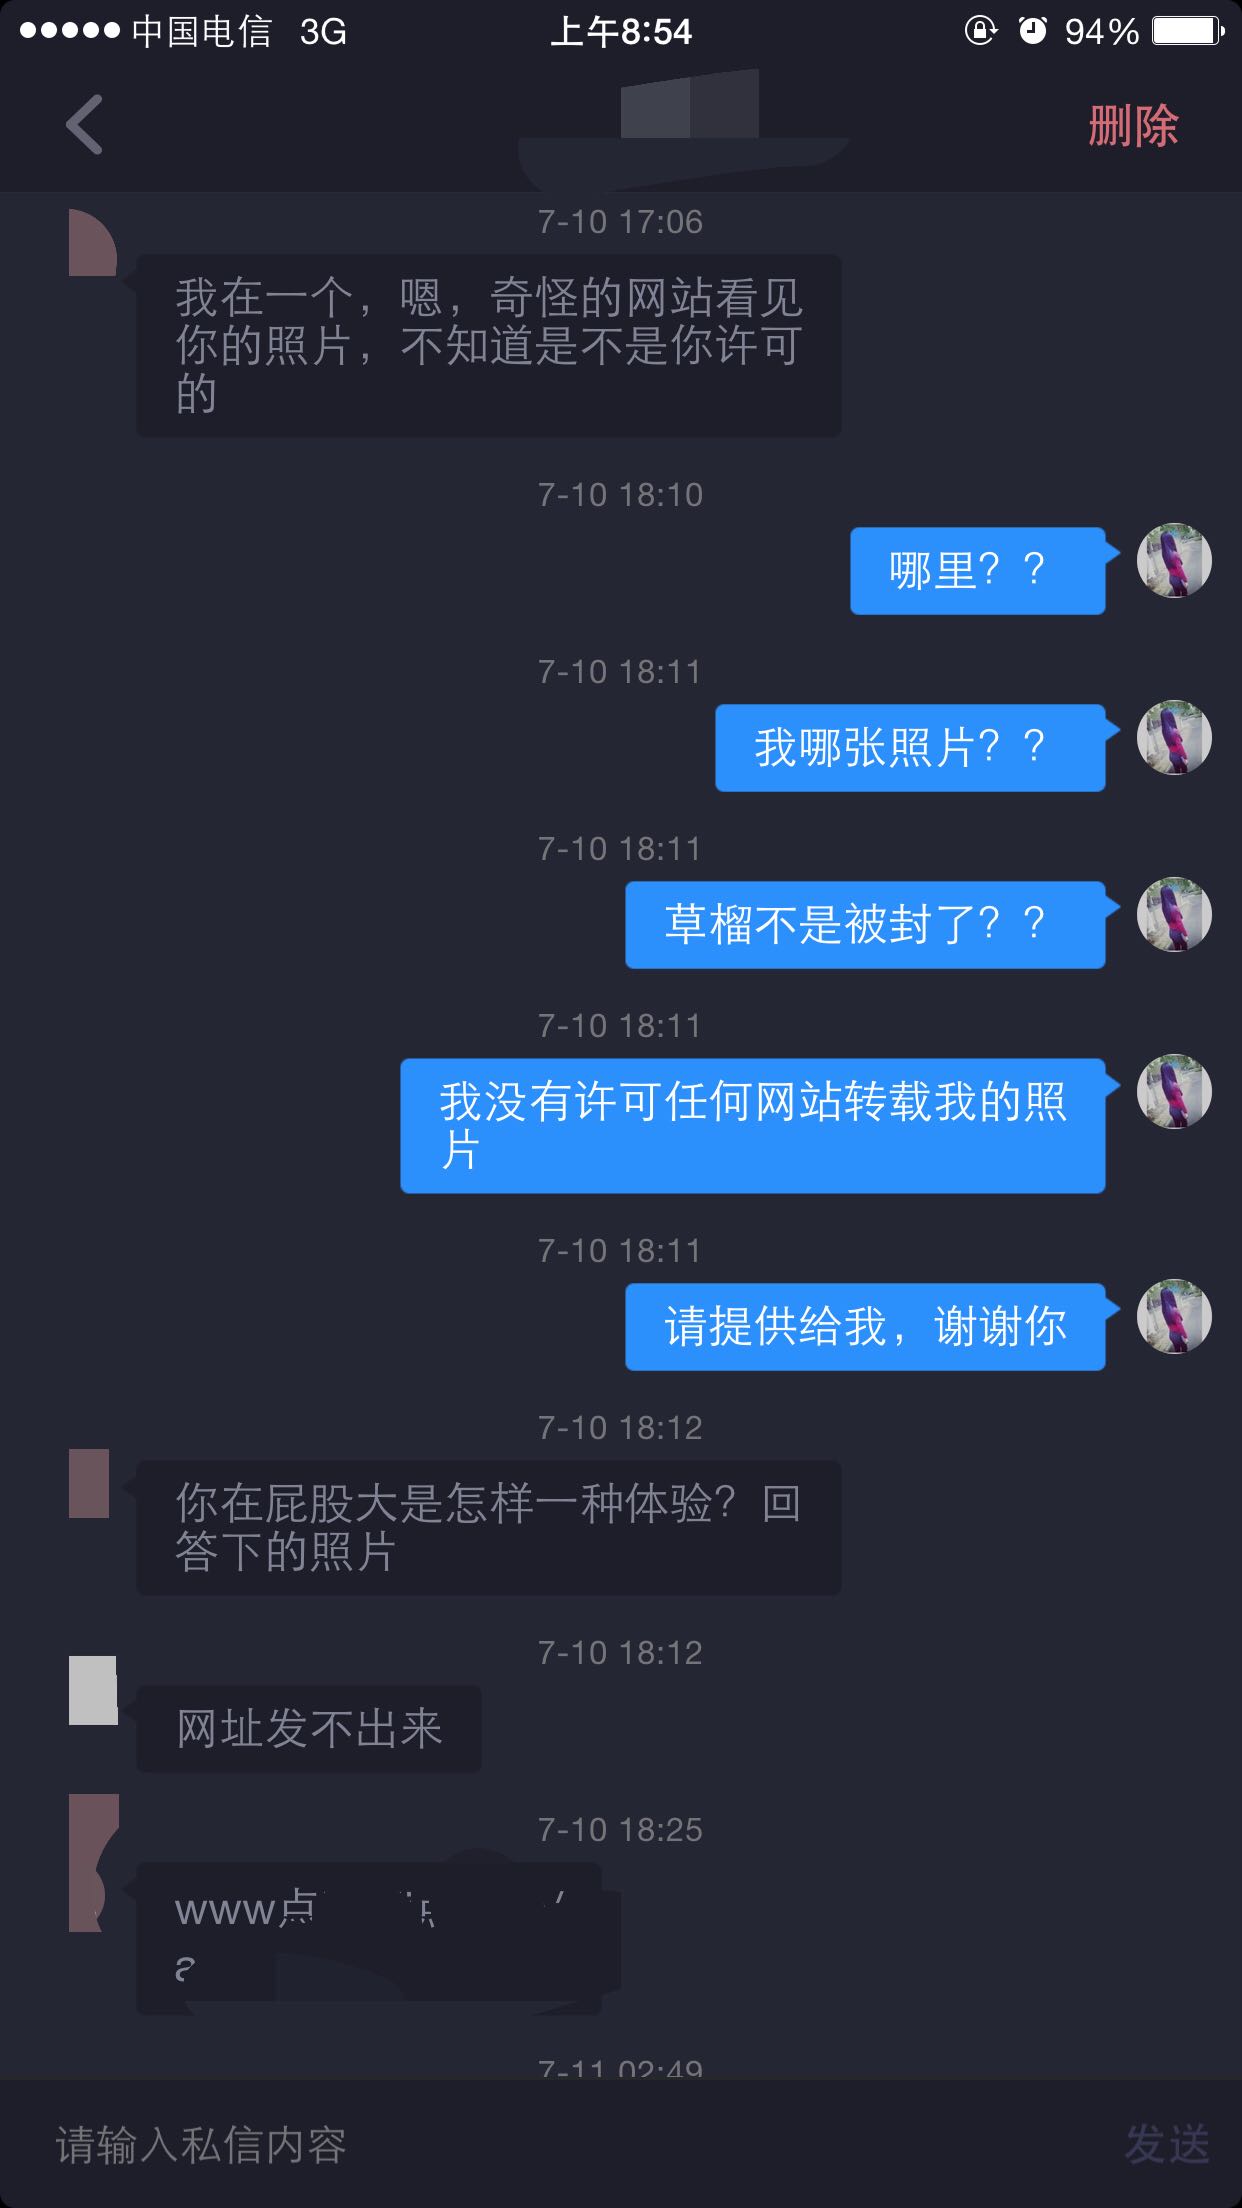 中国电信 3G 上午8:54 94%
删除
7-10 17:06
我在一个，嗯，奇怪的网站看见
你的照片，不知道是不是你许可
的
7-10 18:10
哪里？？
7-10 18:11
我哪张照片？？
7-10 18:11
草榴不是被封了？？
7-10 18:11
我没有许可任何网站转载我的照
片
7-10 18:11
请提供给我，谢谢你
7-10 18:12
你在屁股大是怎样一种体验？回
答下的照片
7-10 18:12
网址发不出来
7-10 18:25
www点
7-11 02:49
请输入私信内容
发送